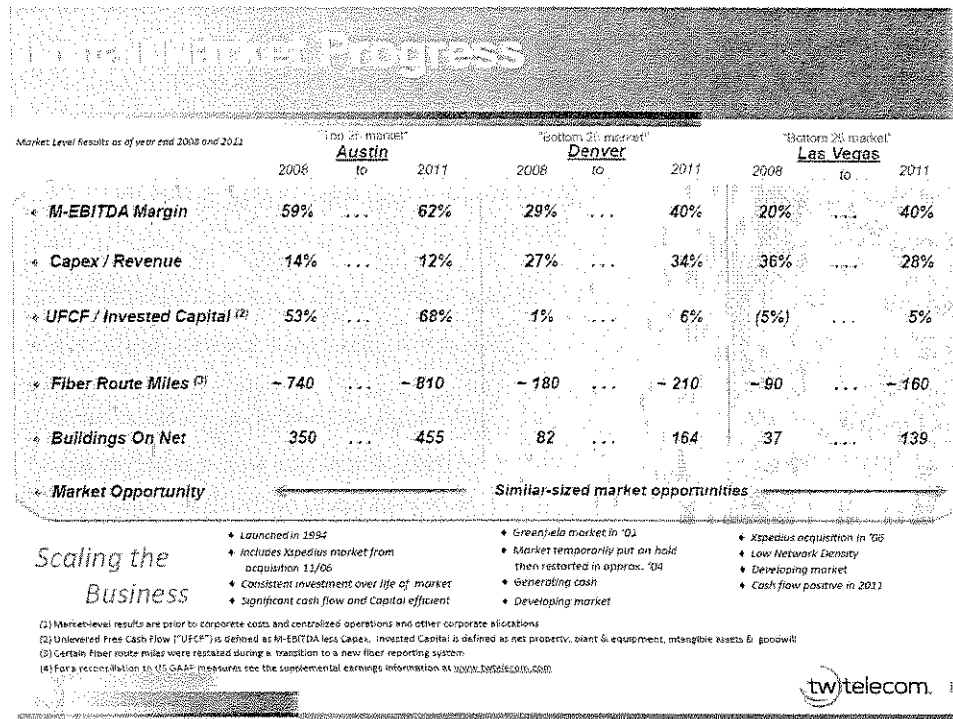 Local Market Progress
Market Level Results as of year end 2008 and 2011
"Top 25 market" "Bottom 25 market" "Bottom 25 market"
Austin Denver Las Vegas
2008 to 2011 2008 to 2011 2008 to 2011
M-EBITDA Margin 59% ... 62% 29% ... 40% 20% ... 40%
Capex / Revenue 14% ... 12% 27% ... 34% 36% ... 28%
UFCF / Invested Capital (2) 53% ... 68% 1% ... 6% (5%) ... 5%
Fiber Route Miles (3) ~ 740 ... ~ 810 ~ 180 ... ~ 210 ~ 90 ... ~ 160
Buildings On Net 350 ... 455 82 ... 164 37 ... 139
Market Opportunity Similar-sized market opportunities
Scaling the
Business
Launched in 1994
Includes Xspedius market from
acquisition 11/06
Consistent investment over life of market
Significant cash flow and Capital efficient
Greenfield market in '01
Market temporarily put on hold
then restarted in approx. '04
Generating cash
Developing market
Xspedius acquisition in '06
Low Network Density
Developing market
Cash flow positive in 2011
(1) Market-level results are prior to corporate costs and centralized operations and other corporate allocations
(2) Unlevered Free Cash Flow ("UFCF") is defined as M-EBITDA less Capex. Invested Capital is defined as net property, plant & equipment, intangible assets & goodwill
(3) Certain fiber route miles were restated during a transition to a new fiber reporting system
(4) For a reconciliation to US GAAP measures see the supplemental earnings information at www.twtelecom.com
tw telecom.